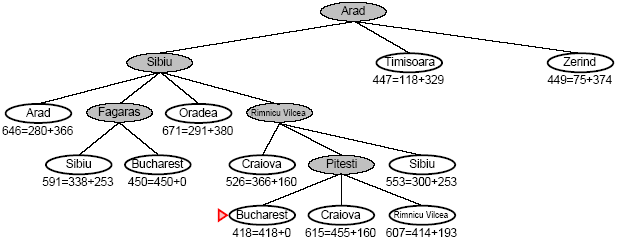 Arad
Sibiu
Timisoara
Zerind
447=118+329
449=75+374
Arad
Fagaras
Oradea
Rimnicu Vilcea
646=280+366
671=291+380
Sibiu
Bucharest
Craiova
Pitesti
Sibiu
591=338+253
450=450+0
526=366+160
553=300+253
Bucharest
Craiova
Rimnicu Vilcea
418=418+0
615=455+160
607=414+193